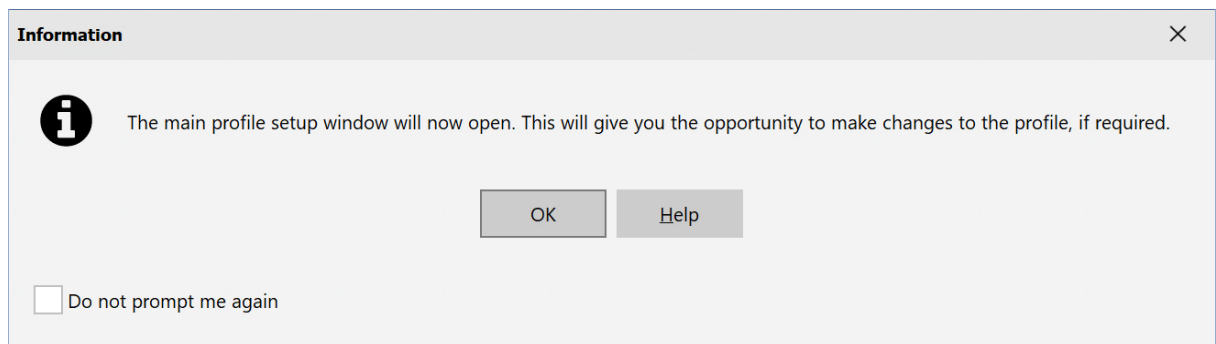 Information
The main profile setup window will now open. This will give you the opportunity to make changes to the profile, if required.
OK Help
Do not prompt me again